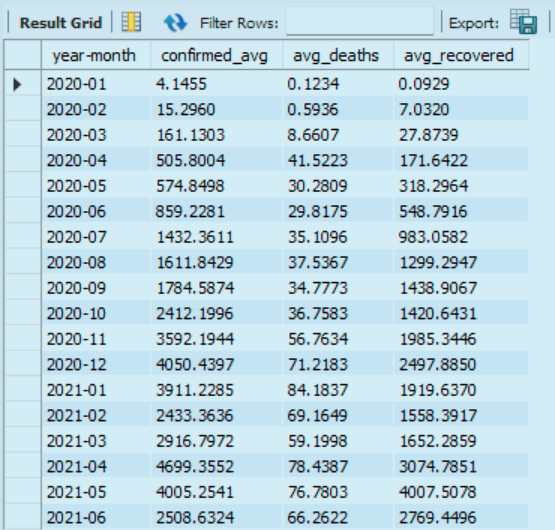 Result Grid Filter Rows: Export:
year-month confirmed_avg avg_deaths avg_recovered
2020-01 4.1455 0.1234 0.0929
2020-02 15.2960 0.5936 7.0320
2020-03 161.1303 8.6607 27.8739
2020-04 505.8004 41.5223 171.6422
2020-05 574.8498 30.2809 318.2964
2020-06 859.2281 29.8175 548.7916
2020-07 1432.3611 35.1096 983.0582
2020-08 1611.8429 37.5367 1299.2947
2020-09 1784.5874 34.7773 1438.9067
2020-10 2412.1996 36.7583 1420.6431
2020-11 3592.1944 56.7634 1985.3446
2020-12 4050.4397 71.2183 2497.8850
2021-01 3911.2285 84.1837 1919.6370
2021-02 2433.3636 69.1649 1558.3917
2021-03 2916.7972 59.1998 1652.2859
2021-04 4699.3552 78.4387 3074.7851
2021-05 4005.2541 76.7803 4007.5078
2021-06 2508.6324 66.2622 2769.4496